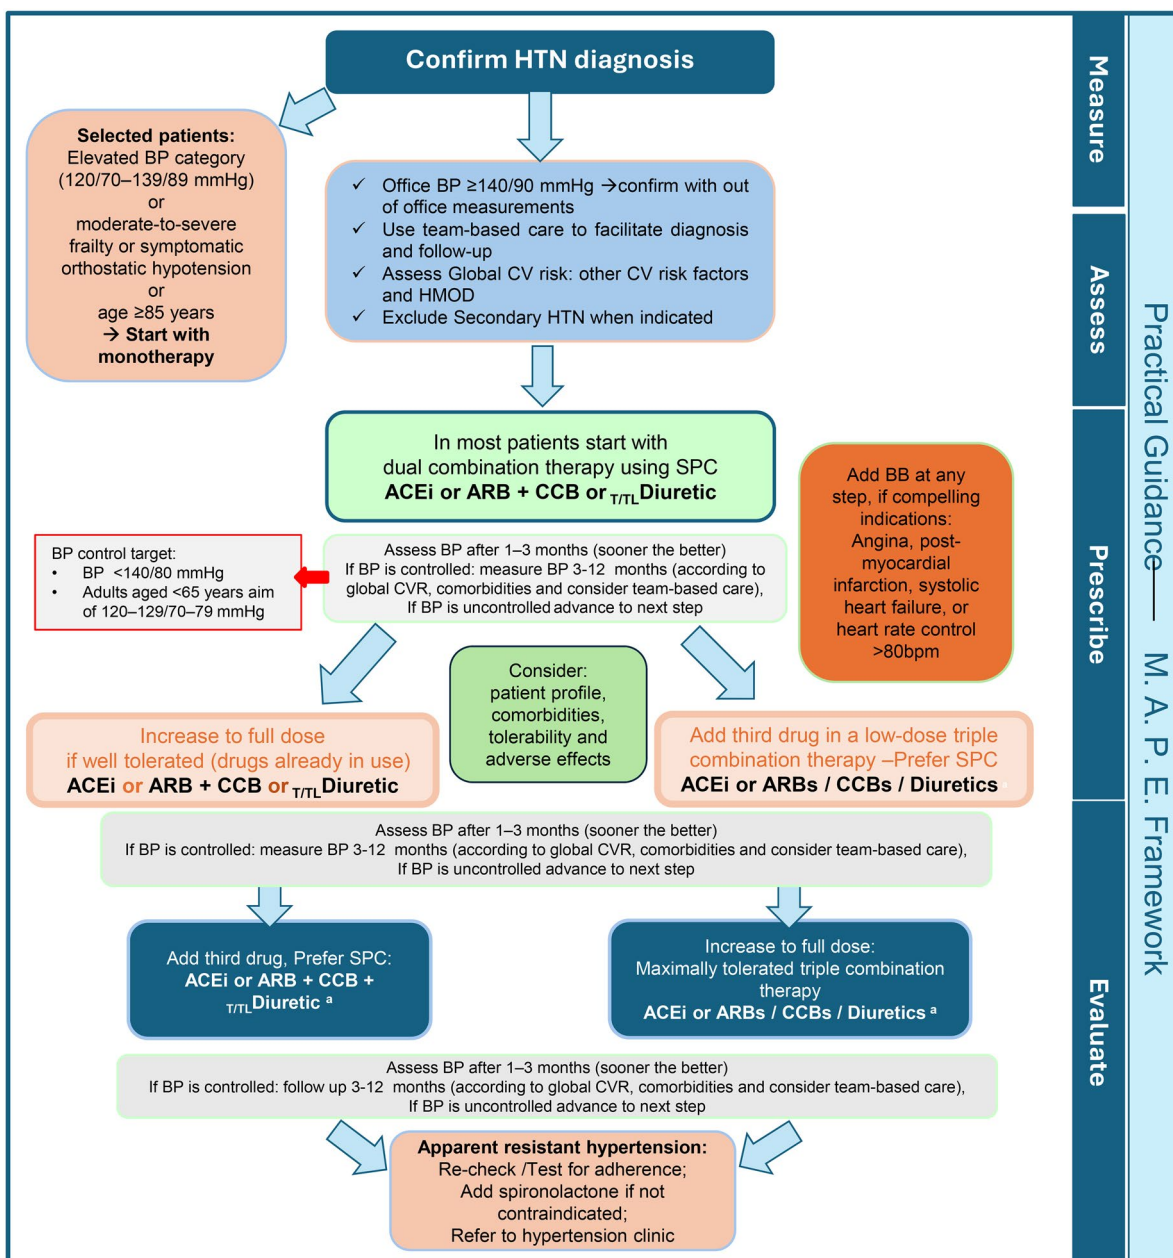 Confirm HTN diagnosis
Selected patients:
Elevated BP category
(120/70–139/89 mmHg)
or
moderate-to-severe
frailty or symptomatic
orthostatic hypotension
or
age ≥85 years
→ Start with
monotherapy
✓ Office BP ≥140/90 mmHg →confirm with out
of office measurements
✓ Use team-based care to facilitate diagnosis
and follow-up
✓ Assess Global CV risk: other CV risk factors
and HMOD
✓ Exclude Secondary HTN when indicated
In most patients start with
dual combination therapy using SPC
ACEi or ARB + CCB or T/TL Diuretic
Add BB at any
step, if compelling
indications:
Angina, post-
myocardial
infarction, systolic
heart failure, or
heart rate control
>80bpm
BP control target:
• BP <140/80 mmHg
• Adults aged <65 years aim
of 120–129/70–79 mmHg
Assess BP after 1–3 months (sooner the better)
If BP is controlled: measure BP 3-12 months (according to
global CVR, comorbidities and consider team-based care),
If BP is uncontrolled advance to next step
Consider:
patient profile,
comorbidities,
tolerability and
adverse effects
Increase to full dose
if well tolerated (drugs already in use)
ACEi or ARB + CCB or T/TL Diuretic
Add third drug in a low-dose triple
combination therapy –Prefer SPC
ACEi or ARBs / CCBs / Diuretics a
Assess BP after 1–3 months (sooner the better)
If BP is controlled: measure BP 3-12 months (according to global CVR, comorbidities and consider team-based care),
If BP is uncontrolled advance to next step
Add third drug, Prefer SPC:
ACEi or ARB + CCB +
T/TL Diuretic a
Increase to full dose:
Maximally tolerated triple combination
therapy
ACEi or ARBs / CCBs / Diuretics a
Assess BP after 1–3 months (sooner the better)
If BP is controlled: follow up 3-12 months (according to global CVR, comorbidities and consider team-based care),
If BP is uncontrolled advance to next step
Apparent resistant hypertension:
Re-check /Test for adherence;
Add spironolactone if not
contraindicated;
Refer to hypertension clinic
Measure
Assess
Prescribe
Evaluate
Practical Guidance— M. A. P. E. Framework